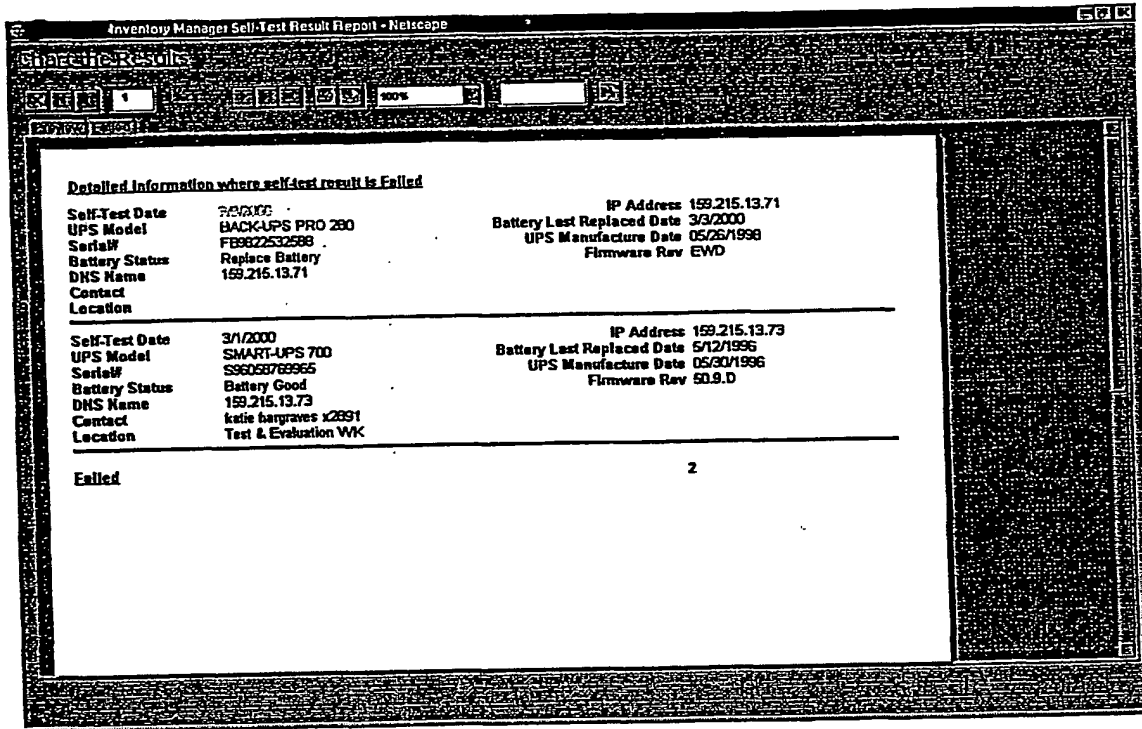 Inventory Manager Self-Test Result Report - Netscape
Results
1
100%
Detailed Information where self-test result is Failed
Self-Test Date
IP Address 159.215.13.71
UPS Model BACK-UPS PRO 280
Battery Last Replaced Date 3/3/2000
Serial# FB9822532588
UPS Manufacture Date 05/26/1998
Battery Status Replace Battery
Firmware Rev EWD
DNS Name 159.215.13.71
Contact
Location
Self-Test Date 3/1/2000
IP Address 159.215.13.73
UPS Model SMART-UPS 700
Battery Last Replaced Date 5/12/1996
Serial# S96058769965
UPS Manufacture Date 05/30/1996
Battery Status Battery Good
Firmware Rev 50.9.D
DNS Name 159.215.13.73
Contact katie hargraves x2891
Location Test & Evaluation WK
Failed 2